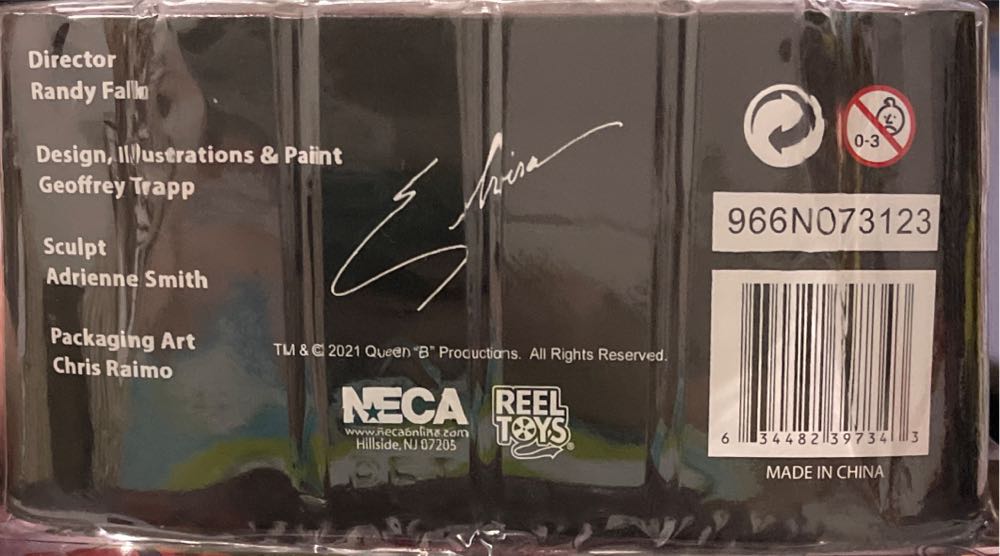 Director
Randy Falk
Design, Illustrations & Paint
Geoffrey Trapp
Sculpt
Adrienne Smith
Packaging Art
Chris Raimo
Elvira
TM & © 2021 Queen "B" Productions. All Rights Reserved.
NECA
www.necaonline.com
Hillside, NJ 07205
REEL
TOYS®
0-3
966N073123
6 34482 39734 3
MADE IN CHINA